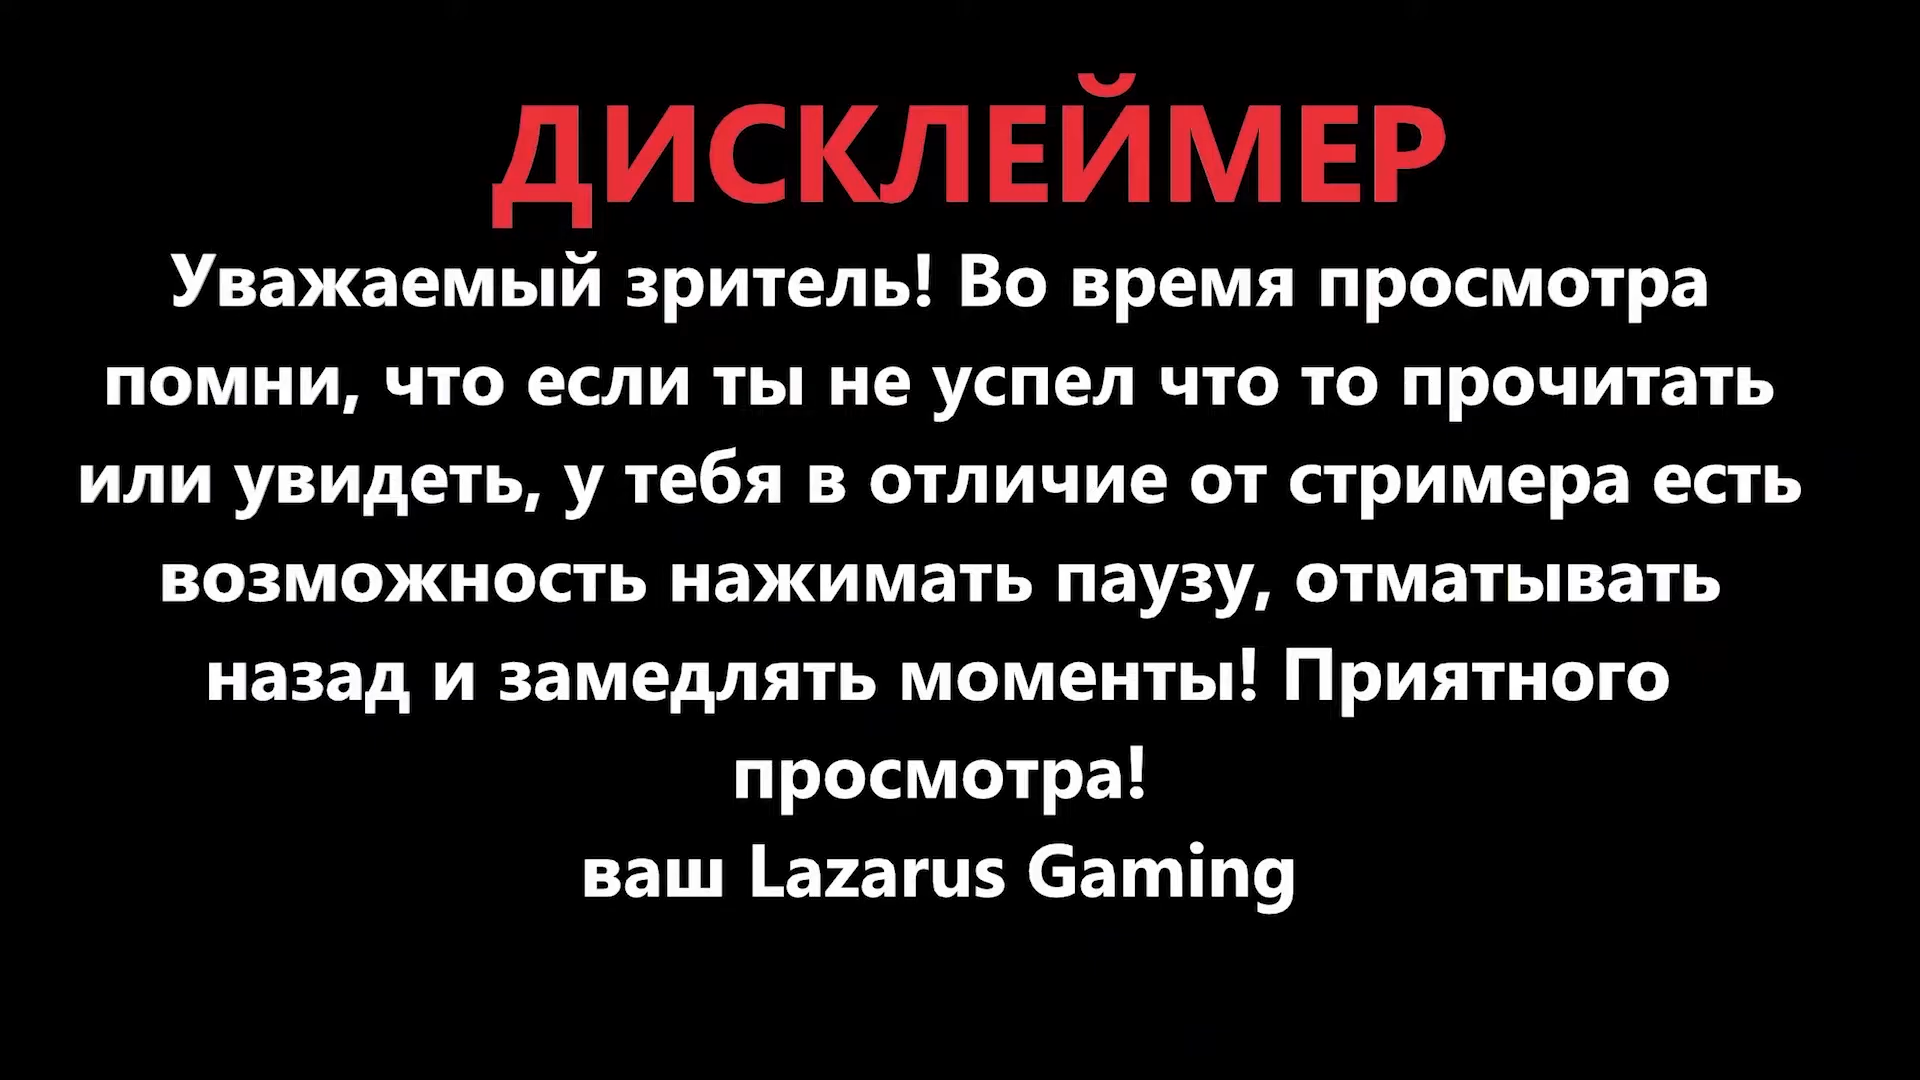 ДИСКЛЕЙМЕР
Уважаемый зритель! Во время просмотра
помни, что если ты не успел что то прочитать
или увидеть, у тебя в отличие от стримера есть
возможность нажимать паузу, отматывать
назад и замедлять моменты! Приятного
просмотра!
ваш Lazarus Gaming